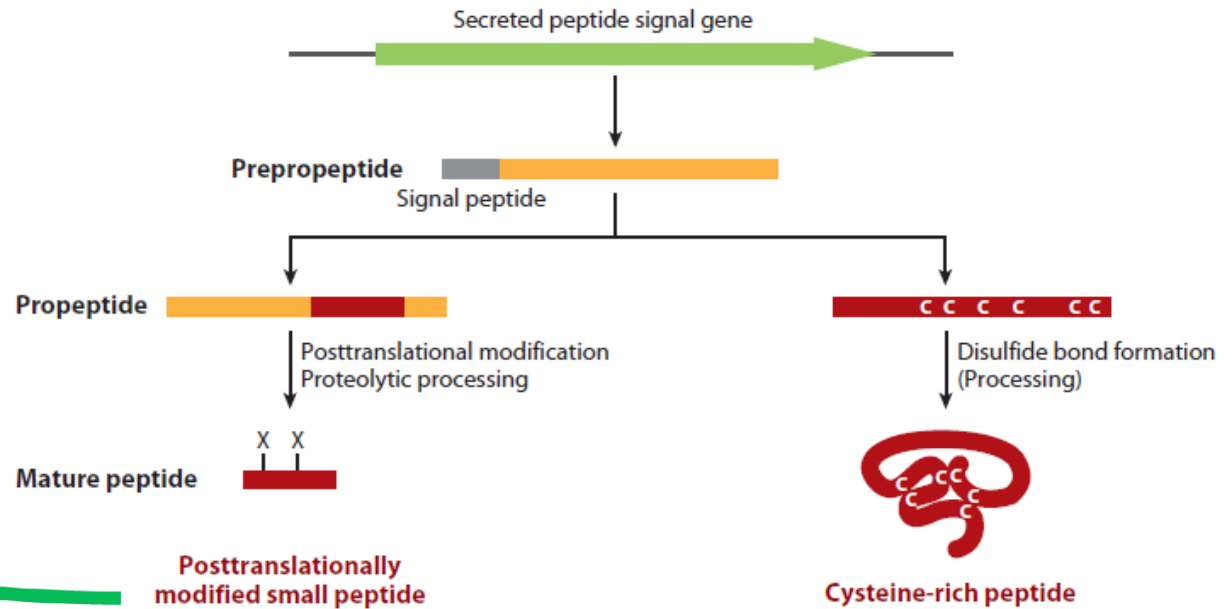 Secreted peptide signal gene
Prepropeptide
Signal peptide
Propeptide
C C C C C C
Posttranslational modification
Proteolytic processing
Disulfide bond formation
(Processing)
X X
Mature peptide
C C C C C C
Posttranslationally
modified small peptide
Cysteine-rich peptide